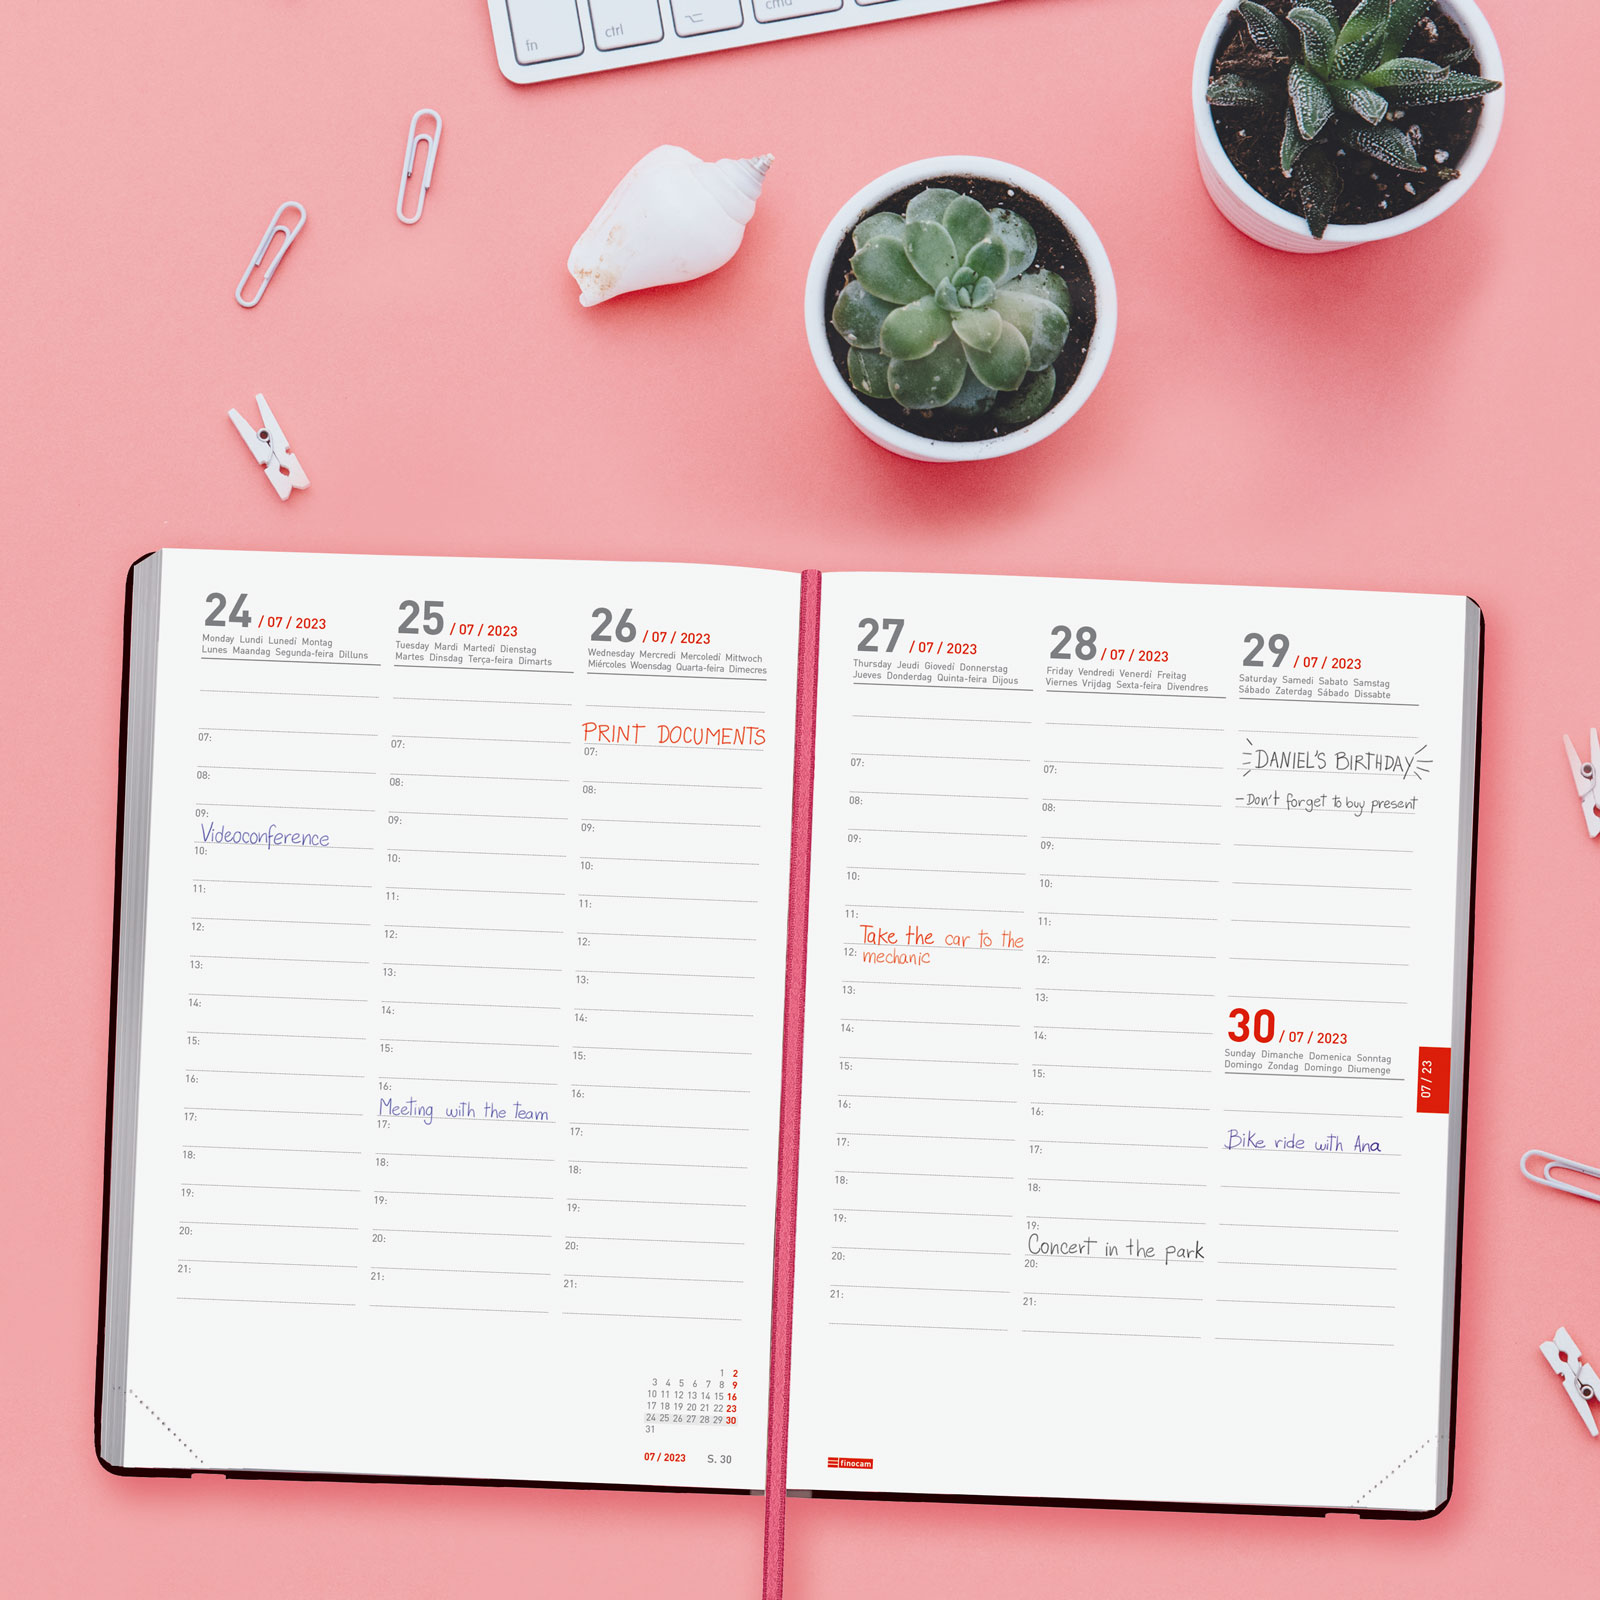 fn
ctrl
cmd
24 / 07 / 2023
Monday Lundi Lunedì Montag
Lunes Maandag Segunda-feira Dilluns
07:
08:
09:
Videoconference
10:
11:
12:
13:
14:
15:
16:
17:
18:
19:
20:
21:
25 / 07 / 2023
Tuesday Mardi Martedì Dienstag
Martes Dinsdag Terça-feira Dimarts
07:
08:
09:
10:
11:
12:
13:
14:
15:
16:
Meeting with the team
17:
18:
19:
20:
21:
26 / 07 / 2023
Wednesday Mercredi Mercoledì Mittwoch
Miércoles Woensdag Quarta-feira Dimecres
PRINT DOCUMENTS
07:
08:
09:
10:
11:
12:
13:
14:
15:
16:
17:
18:
19:
20:
21:
1 2
3 4 5 6 7 8 9
10 11 12 13 14 15 16
17 18 19 20 21 22 23
24 25 26 27 28 29 30
31
07 / 2023 S. 30
27 / 07 / 2023
Thursday Jeudi Giovedì Donnerstag
Jueves Donderdag Quinta-feira Dijous
07:
08:
09:
10:
11:
Take the car to the
12: mechanic
13:
14:
15:
16:
17:
18:
19:
20:
21:
finocam
28 / 07 / 2023
Friday Vendredi Venerdì Freitag
Viernes Vrijdag Sexta-feira Divendres
07:
08:
09:
10:
11:
12:
13:
14:
15:
16:
17:
18:
19:
Concert in the park
20:
21:
29 / 07 / 2023
Saturday Samedi Sabato Samstag
Sábado Zaterdag Sábado Dissabte
DANIEL'S BIRTHDAY
- Don't forget to buy present
30 / 07 / 2023
Sunday Dimanche Domenica Sonntag
Domingo Zondag Domingo Diumenge
Bike ride with Ana
07 / 23